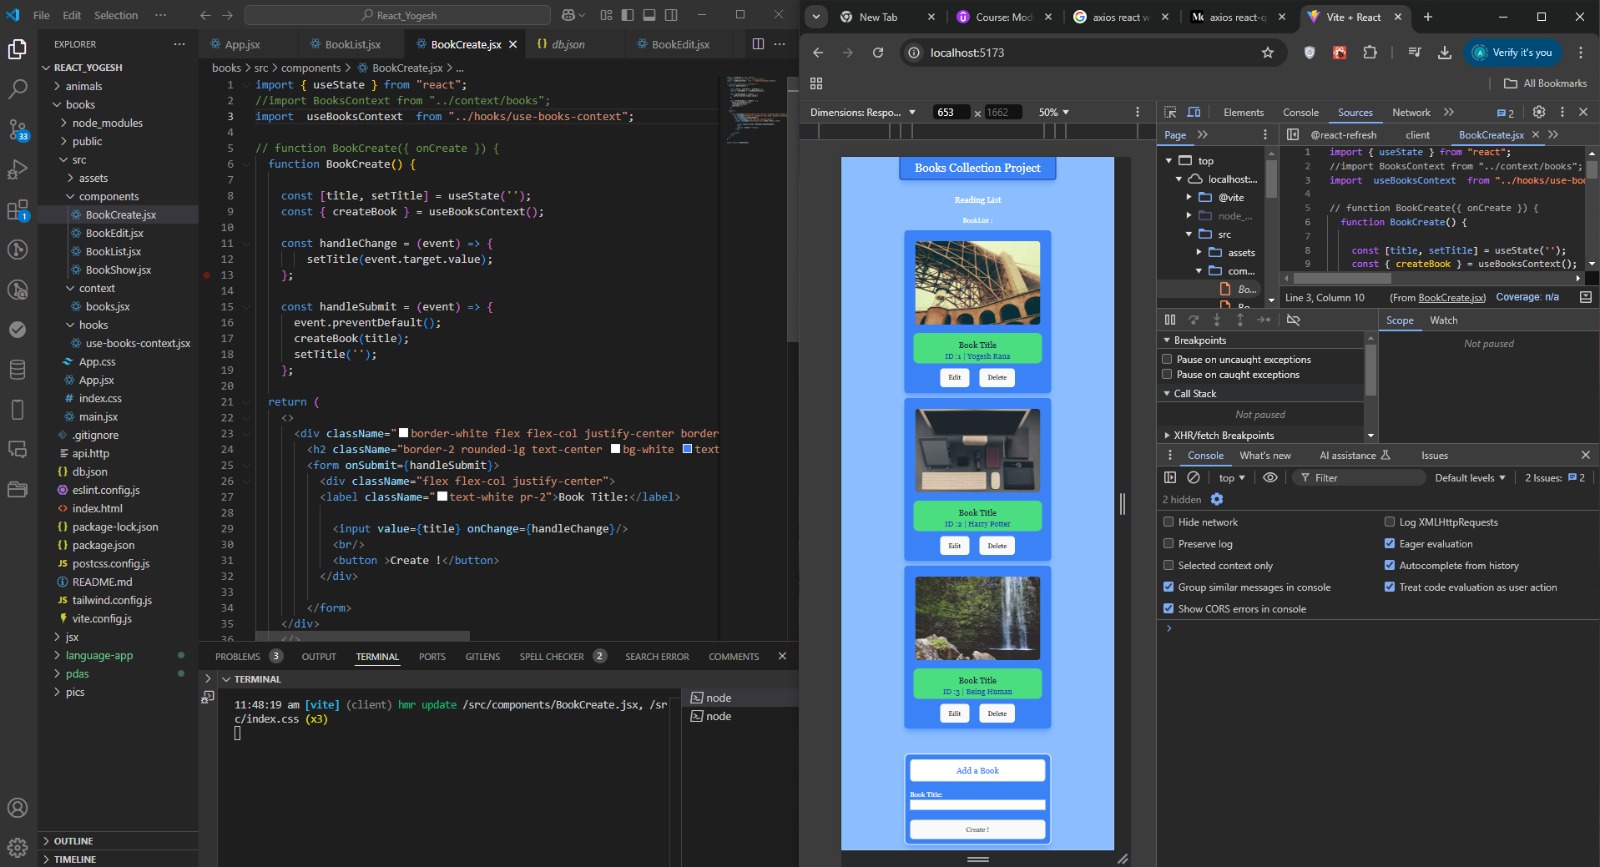 File Edit Selection ··· React_Yogesh
EXPLORER ···
REACT_YOGESH
animals
books
node_modules
public
src
assets
components
BookCreate.jsx
BookEdit.jsx
BookList.jsx
BookShow.jsx
context
books.jsx
hooks
use-books-context.jsx
App.css
App.jsx
index.css
main.jsx
.gitignore
api.http
db.json
eslint.config.js
index.html
package-lock.json
package.json
postcss.config.js
README.md
tailwind.config.js
vite.config.js
jsx
language-app
pdas
pics
OUTLINE
TIMELINE
33
1
App.jsx BookList.jsx BookCreate.jsx db.json BookEdit.jsx
books > src > components > BookCreate.jsx > ...
1 import { useState } from "react";
2 //import BooksContext from "../context/books";
3 import  useBooksContext  from "../hooks/use-books-context";
4
5 // function BookCreate({ onCreate }) {
6 function BookCreate() {
7
8 const [title, setTitle] = useState('');
9 const { createBook } = useBooksContext();
10
11 const handleChange = (event) => {
12 setTitle(event.target.value);
13 };
14
15 const handleSubmit = (event) => {
16 event.preventDefault();
17 createBook(title);
18 setTitle('');
19 };
20
21 return (
22 <>
23 <div className="border-white flex flex-col justify-center border
24 <h2 className="border-2 rounded-lg text-center bg-white text
25 <form onSubmit={handleSubmit}>
26 <div className="flex flex-col justify-center">
27 <label className="text-white pr-2">Book Title:</label>
28
29 <input value={title} onChange={handleChange}/>
30 <br/>
31 <button >Create !</button>
32 </div>
33
34 </form>
35 </div>
36 </>
PROBLEMS 3 OUTPUT TERMINAL PORTS GITLENS SPELL CHECKER 2 SEARCH ERROR COMMENTS
TERMINAL
11:48:19 am [vite] (client) hmr update /src/components/BookCreate.jsx, /sr
c/index.css (x3)
node
node
New Tab Course: Mod Google axios react w axios react-q Vite + React
localhost:5173
Verify it's you
All Bookmarks
Dimensions: Respo... 653 x 1662 50%
Books Collection Project
Reading List
BookList :
Book Title
ID :1 | Yogesh Rana
Edit Delete
Book Title
ID :2 | Harry Potter
Edit Delete
Book Title
ID :3 | Being Human
Edit Delete
Add a Book
Book Title:
Create !
Elements Console Sources Network 2
Page @react-refresh client BookCreate.jsx
top
localhost:...
@vite
node_...
src
assets
com...
Bo...
1 import { useState } from "react";
2 //import BooksContext from "../context/books";
3 import  useBooksContext  from "../hooks/use-boo
4
5 // function BookCreate({ onCreate }) {
6 function BookCreate() {
7
8 const [title, setTitle] = useState('');
9 const { createBook } = useBooksContext();
Line 3, Column 10 (From BookCreate.jsx) Coverage: n/a
Scope Watch
Breakpoints
Pause on uncaught exceptions
Pause on caught exceptions
Call Stack
Not paused
XHR/fetch Breakpoints
Not paused
Console What's new AI assistance Issues
top Filter Default levels 2 Issues: 2
2 hidden
Hide network Log XMLHttpRequests
Preserve log Eager evaluation
Selected context only Autocomplete from history
Group similar messages in console Treat code evaluation as user action
Show CORS errors in console